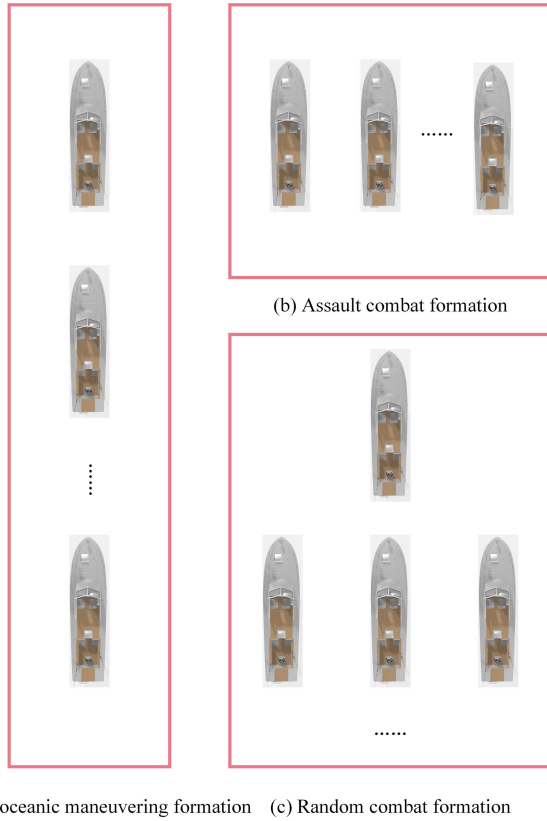 ......
(b) Assault combat formation
......
......
oceanic maneuvering formation
(c) Random combat formation